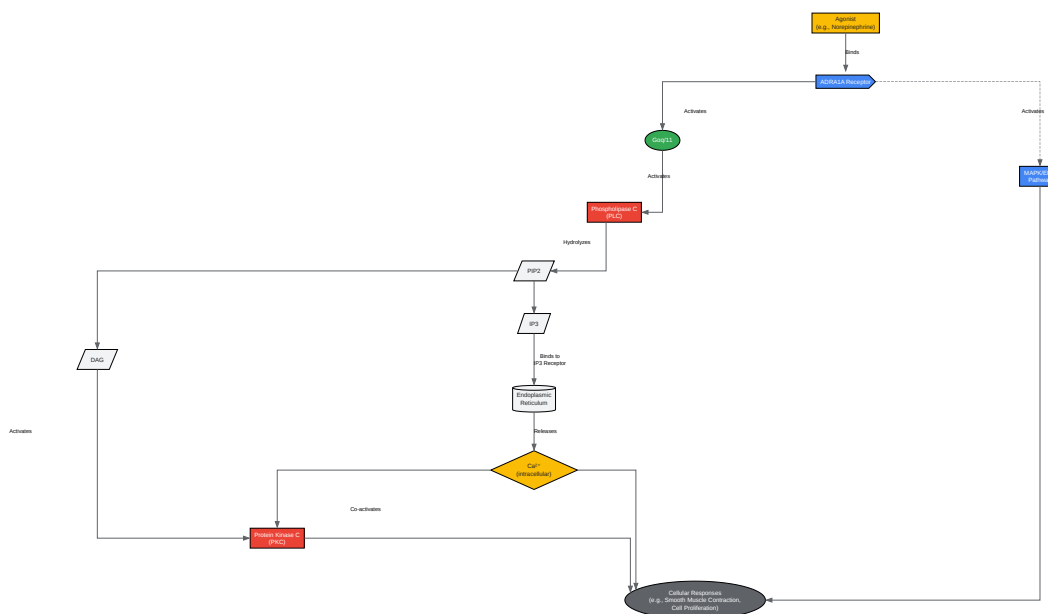 Agonist
(e.g., Norepinephrine)
Binds
ADRA1A Receptor
Activates
Activates
Gαq/11
Activates
MAPK/E
Pathwa
Phospholipase C
(PLC)
Hydrolyzes
PIP2
IP3
DAG
Binds to
IP3 Receptor
Endoplasmic
Reticulum
Activates
Releases
Ca²⁺
(intracellular)
Co-activates
Protein Kinase C
(PKC)
Cellular Responses
(e.g., Smooth Muscle Contraction,
Cell Proliferation)